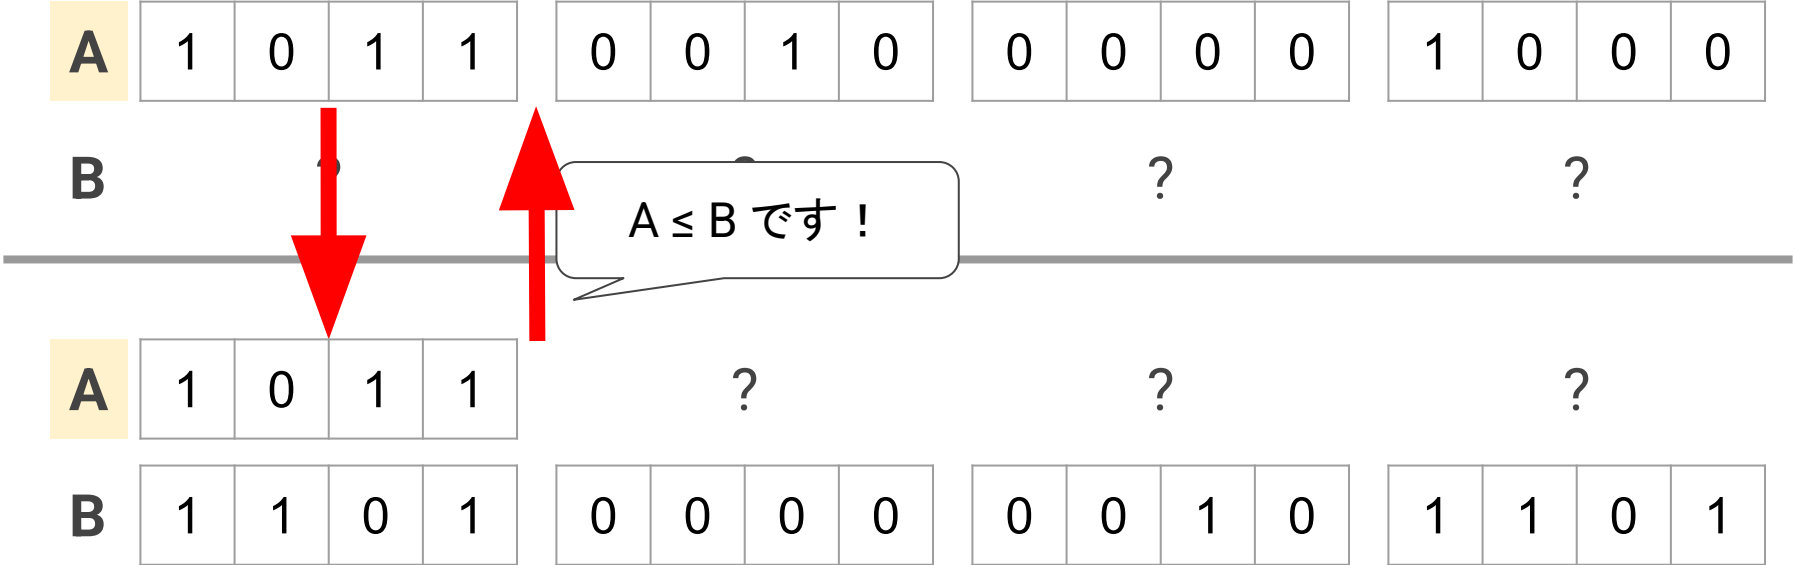 A 1 0 1 1 0 0 1 0 0 0 0 0 1 0 0 0
B ? ? ? ?
A ≤ B です！
A 1 0 1 1 ? ? ?
B 1 1 0 1 0 0 0 0 0 0 1 0 1 1 0 1